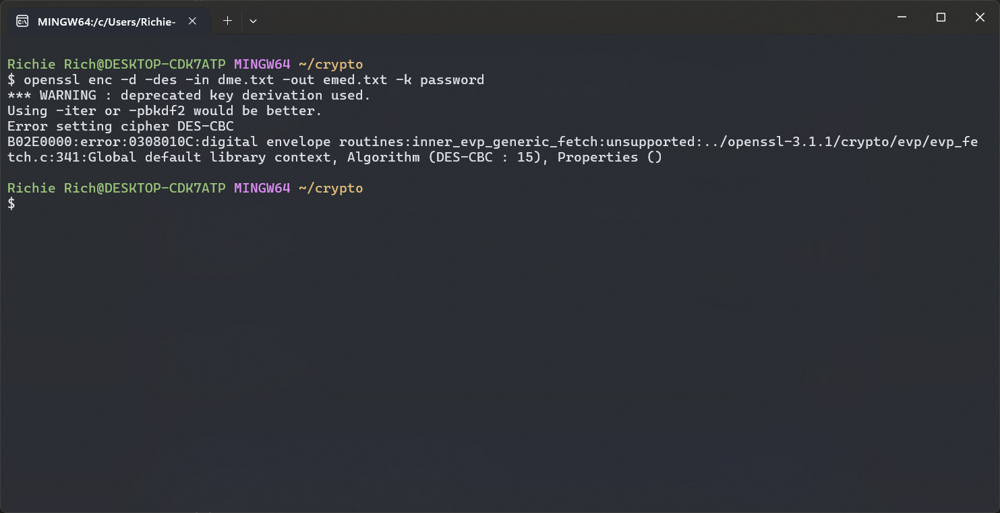 MINGW64:/c/Users/Richie-
Richie Rich@DESKTOP-CDK7ATP MINGW64 ~/crypto
$ openssl enc -d -des -in dme.txt -out emed.txt -k password
*** WARNING : deprecated key derivation used.
Using -iter or -pbkdf2 would be better.
Error setting cipher DES-CBC
B02E0000:error:0308010C:digital envelope routines:inner_evp_generic_fetch:unsupported:../openssl-3.1.1/crypto/evp/evp_fe
tch.c:341:Global default library context, Algorithm (DES-CBC : 15), Properties ()
Richie Rich@DESKTOP-CDK7ATP MINGW64 ~/crypto
$